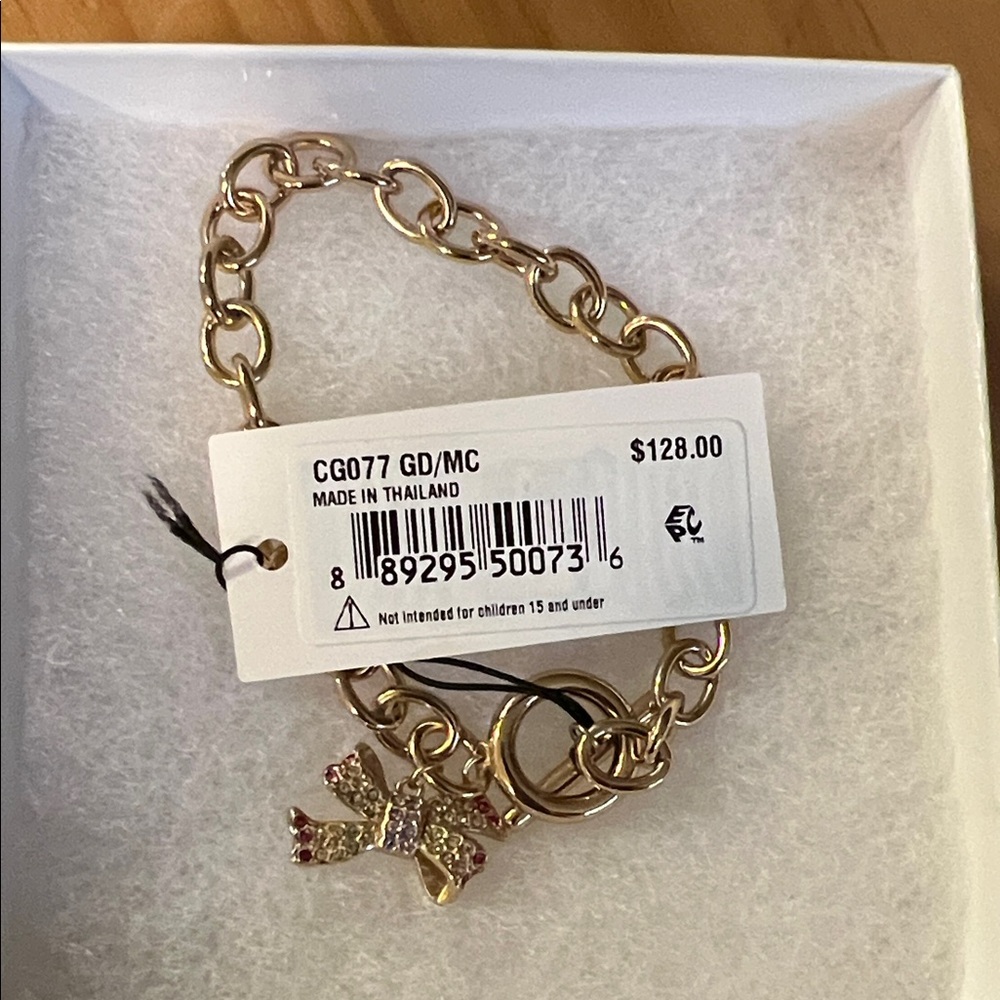 CG077 GD/MC $128.00
MADE IN THAILAND
EPC™
8 89295 50073 6
Not intended for children 15 and under